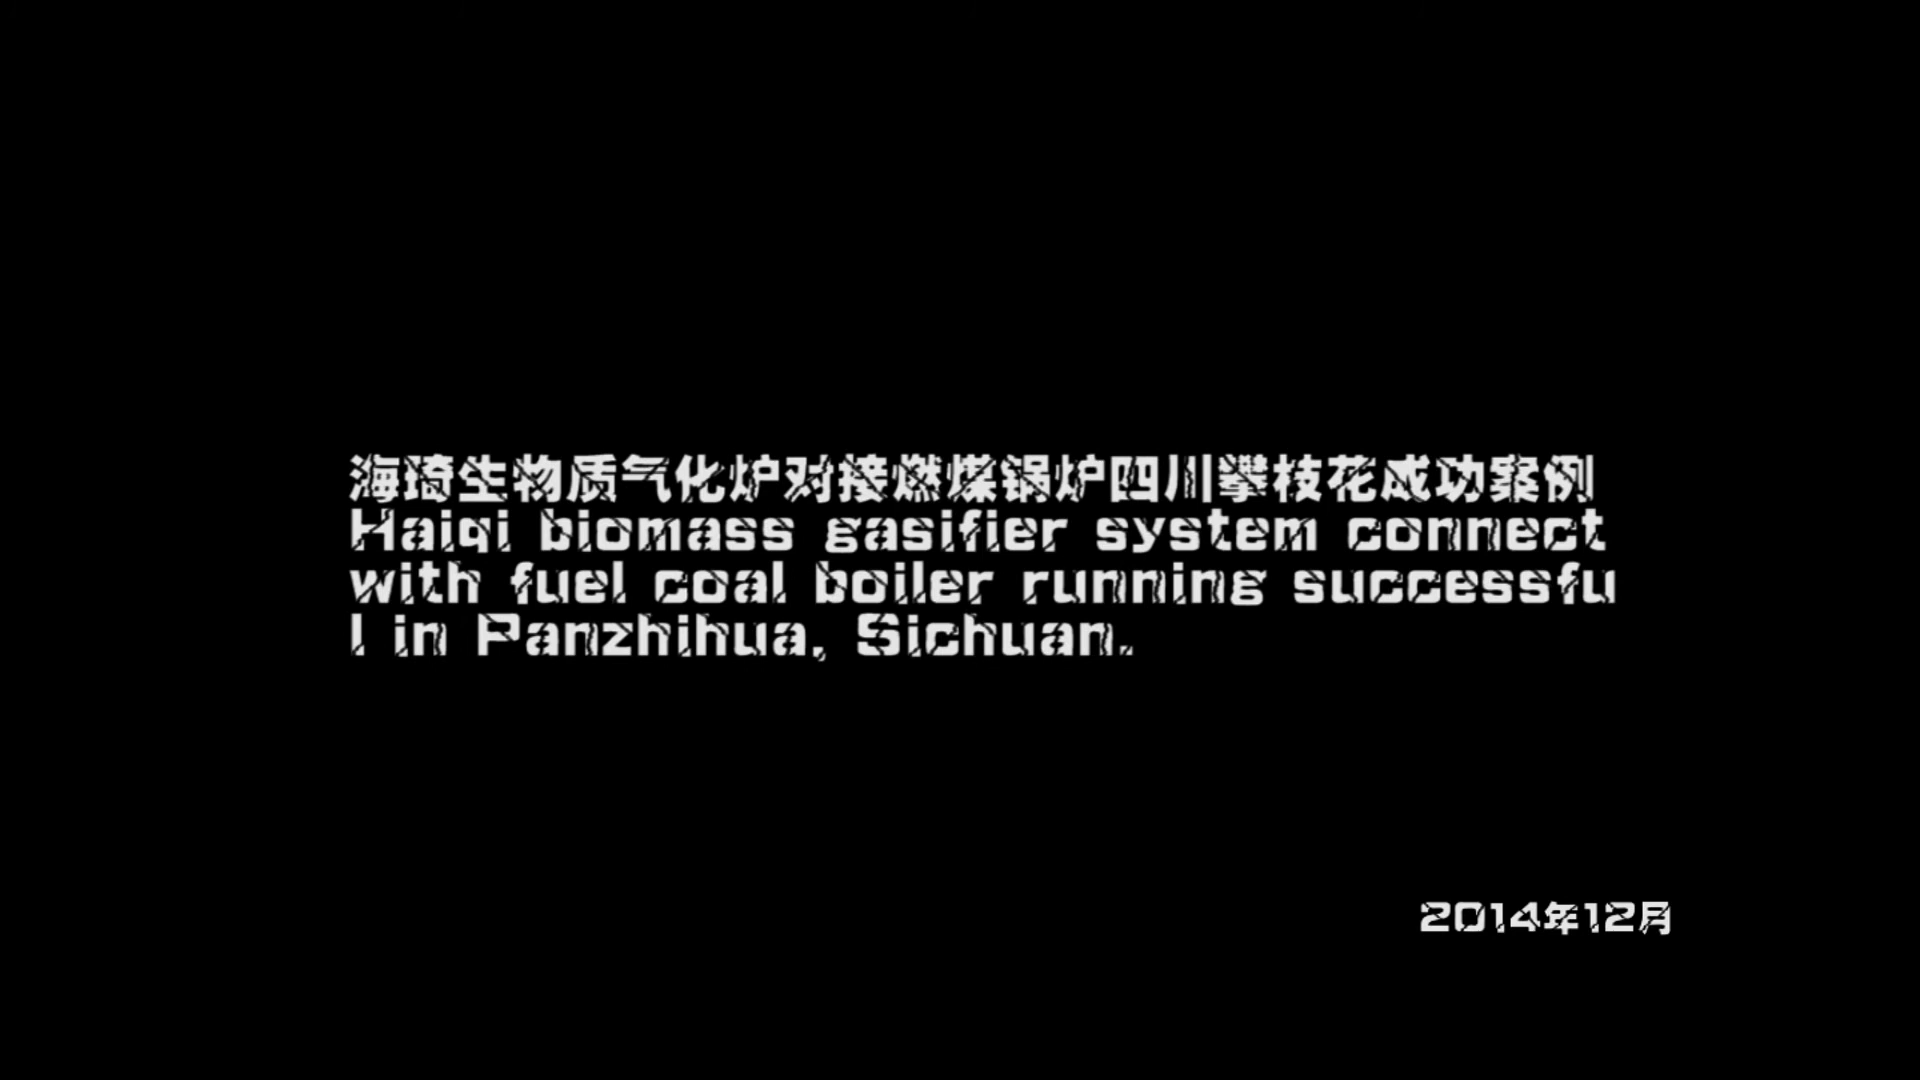 海琦生物质气化炉对接燃煤锅炉四川攀枝花成功案例
Haiqi biomass gasifier system connect
with fuel coal boiler running successfu
l in Panzhihua, Sichuan.
2014年12月